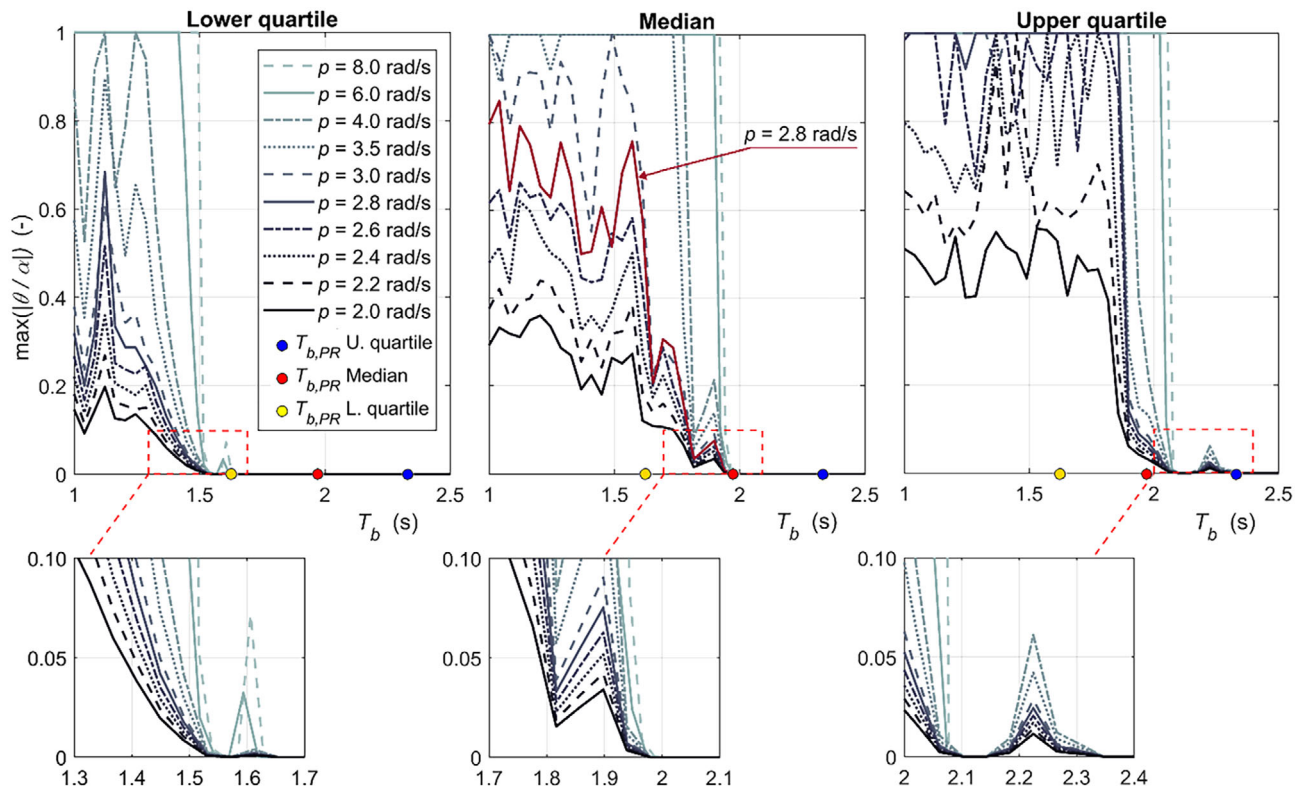 Lower quartile
Median
Upper quartile
max(|θ / α|) (-)
1
0.8
0.6
0.4
0.2
0
p = 8.0 rad/s
p = 6.0 rad/s
p = 4.0 rad/s
p = 3.5 rad/s
p = 3.0 rad/s
p = 2.8 rad/s
p = 2.6 rad/s
p = 2.4 rad/s
p = 2.2 rad/s
p = 2.0 rad/s
T_b,PR U. quartile
T_b,PR Median
T_b,PR L. quartile
p = 2.8 rad/s
1 1.5 2 2.5
1 1.5 2 2.5
1 1.5 2 2.5
T_b (s)
T_b (s)
T_b (s)
0.10
0.05
0
1.3 1.4 1.5 1.6 1.7
0.10
0.05
0
1.7 1.8 1.9 2 2.1
0.10
0.05
0
2 2.1 2.2 2.3 2.4